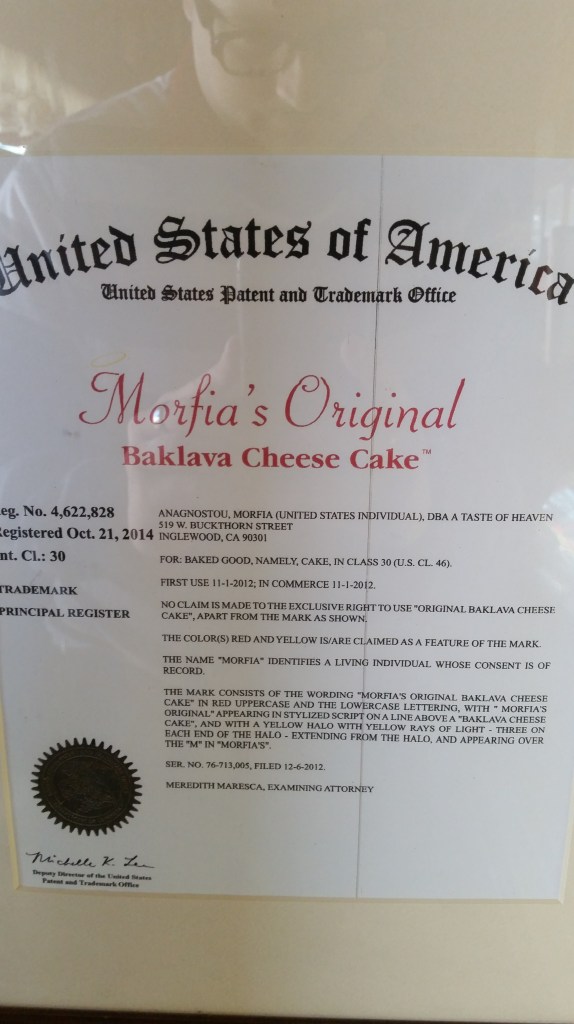 United States of America
United States Patent and Trademark Office
Morfia's Original
Baklava Cheese Cake™
eg. No. 4,622,828
Registered Oct. 21, 2014
nt. Cl.: 30
TRADEMARK
PRINCIPAL REGISTER
ANAGNOSTOU, MORFIA (UNITED STATES INDIVIDUAL), DBA A TASTE OF HEAVEN
519 W. BUCKTHORN STREET
INGLEWOOD, CA 90301
FOR: BAKED GOOD, NAMELY, CAKE, IN CLASS 30 (U.S. CL. 46).
FIRST USE 11-1-2012; IN COMMERCE 11-1-2012.
NO CLAIM IS MADE TO THE EXCLUSIVE RIGHT TO USE "ORIGINAL BAKLAVA CHEESE
CAKE", APART FROM THE MARK AS SHOWN.
THE COLOR(S) RED AND YELLOW IS/ARE CLAIMED AS A FEATURE OF THE MARK.
THE NAME "MORFIA" IDENTIFIES A LIVING INDIVIDUAL WHOSE CONSENT IS OF
RECORD.
THE MARK CONSISTS OF THE WORDING "MORFIA'S ORIGINAL BAKLAVA CHEESE
CAKE" IN RED UPPERCASE AND THE LOWERCASE LETTERING, WITH " MORFIA'S
ORIGINAL" APPEARING IN STYLIZED SCRIPT ON A LINE ABOVE A "BAKLAVA CHEESE
CAKE", AND WITH A YELLOW HALO WITH YELLOW RAYS OF LIGHT - THREE ON
EACH END OF THE HALO - EXTENDING FROM THE HALO, AND APPEARING OVER
THE "M" IN "MORFIA'S".
SER. NO. 76-713,005, FILED 12-6-2012.
MEREDITH MARESCA, EXAMINING ATTORNEY
Michelle K. Lee
Deputy Director of the United States
Patent and Trademark Office